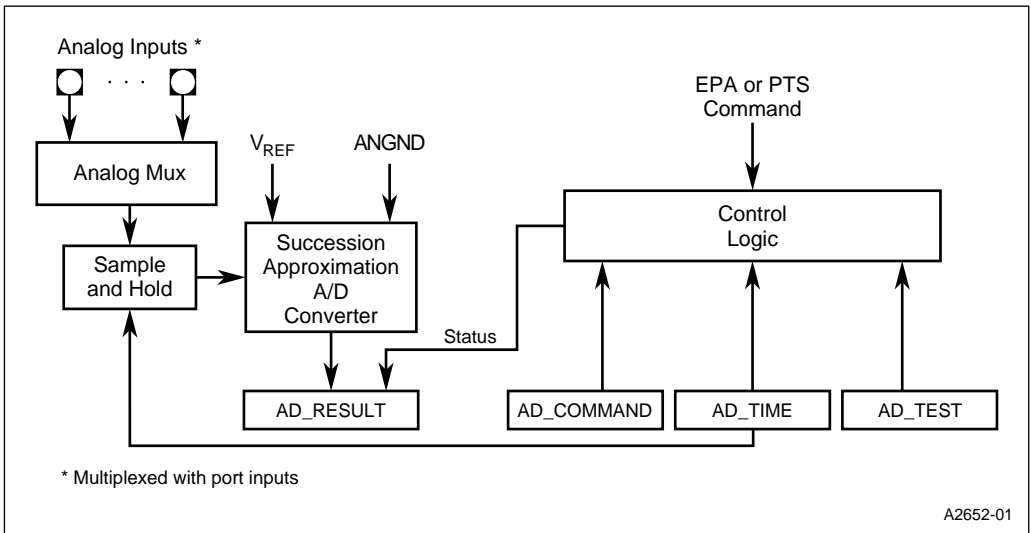 Analog Inputs *
. . .
EPA or PTS
Command
Analog Mux
VREF
ANGND
Control
Logic
Sample
and Hold
Succession
Approximation
A/D
Converter
Status
AD_RESULT
AD_COMMAND
AD_TIME
AD_TEST
* Multiplexed with port inputs
A2652-01